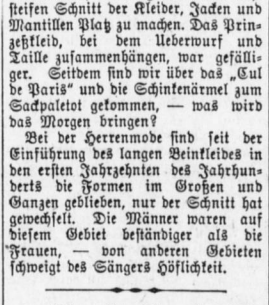 steifen Schnitt der Kleider, Jacken und
Mantillen Platz zu machen. Das Prin-
zeßkleid, bei dem Ueberwurf und
Taille zusammenhängen, war gefälli-
ger. Seitdem sind wir über das „Cul
de Paris“ und die Schinkenärmel zum
Sackpaletot gekommen, — was wird
das Morgen bringen?
Bei der Herrenmode sind seit der
Einführung des langen Beinkleides in
den ersten Jahrzehnten des Jahrhun-
derts die Formen im Großen und
Ganzen geblieben, nur der Schnitt hat
gewechselt. Die Männer waren auf
diesem Gebiet beständiger als die
Frauen, — von anderen Gebieten
schweigt des Sängers Höflichkeit.